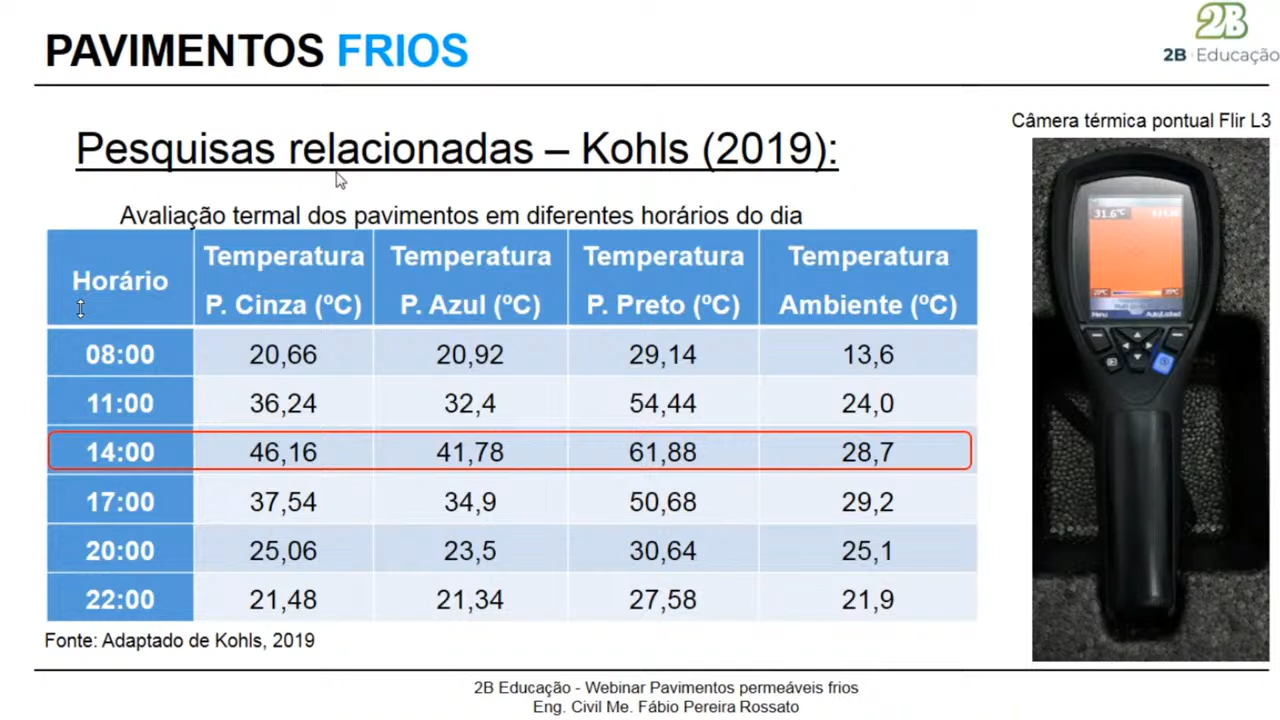 2B
2B Educação
PAVIMENTOS FRIOS
Câmera térmica pontual Flir L3
Pesquisas relacionadas – Kohls (2019):
Avaliação termal dos pavimentos em diferentes horários do dia
Horário Temperatura P. Cinza (ºC) Temperatura P. Azul (ºC) Temperatura P. Preto (ºC) Temperatura Ambiente (ºC)
08:00 20,66 20,92 29,14 13,6
11:00 36,24 32,4 54,44 24,0
14:00 46,16 41,78 61,88 28,7
17:00 37,54 34,9 50,68 29,2
20:00 25,06 23,5 30,64 25,1
22:00 21,48 21,34 27,58 21,9
Fonte: Adaptado de Kohls, 2019
31.6°C
Menu
2B Educação - Webinar Pavimentos permeáveis frios
Eng. Civil Me. Fábio Pereira Rossato